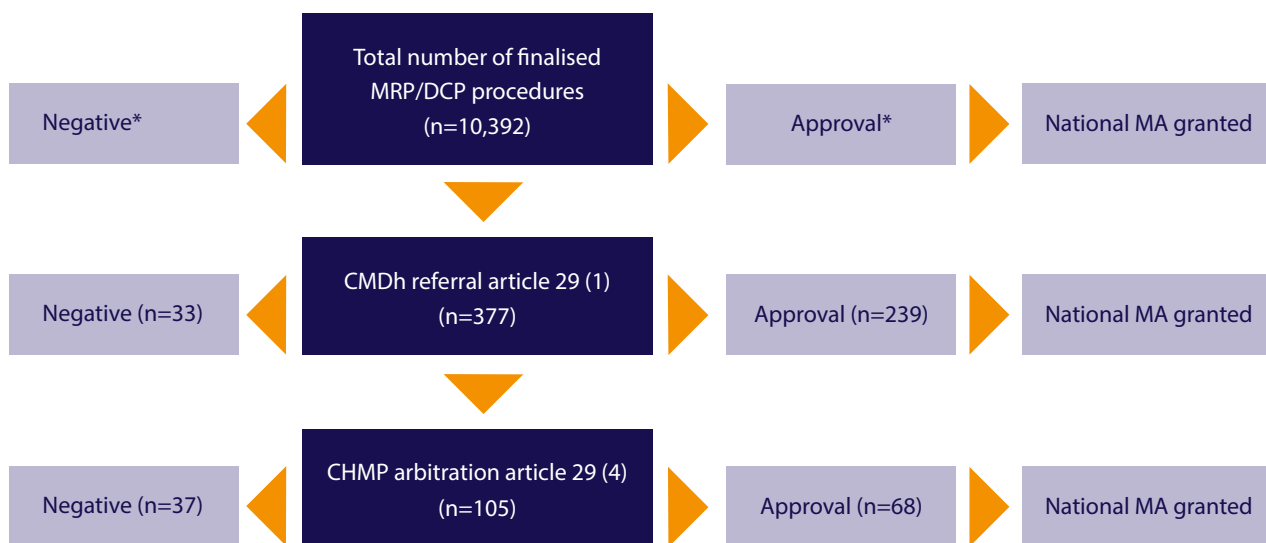 Total number of finalised
MRP/DCP procedures
(n=10,392)
Negative*
Approval*
National MA granted
CMDh referral article 29 (1)
(n=377)
Negative (n=33)
Approval (n=239)
National MA granted
CHMP arbitration article 29 (4)
(n=105)
Negative (n=37)
Approval (n=68)
National MA granted